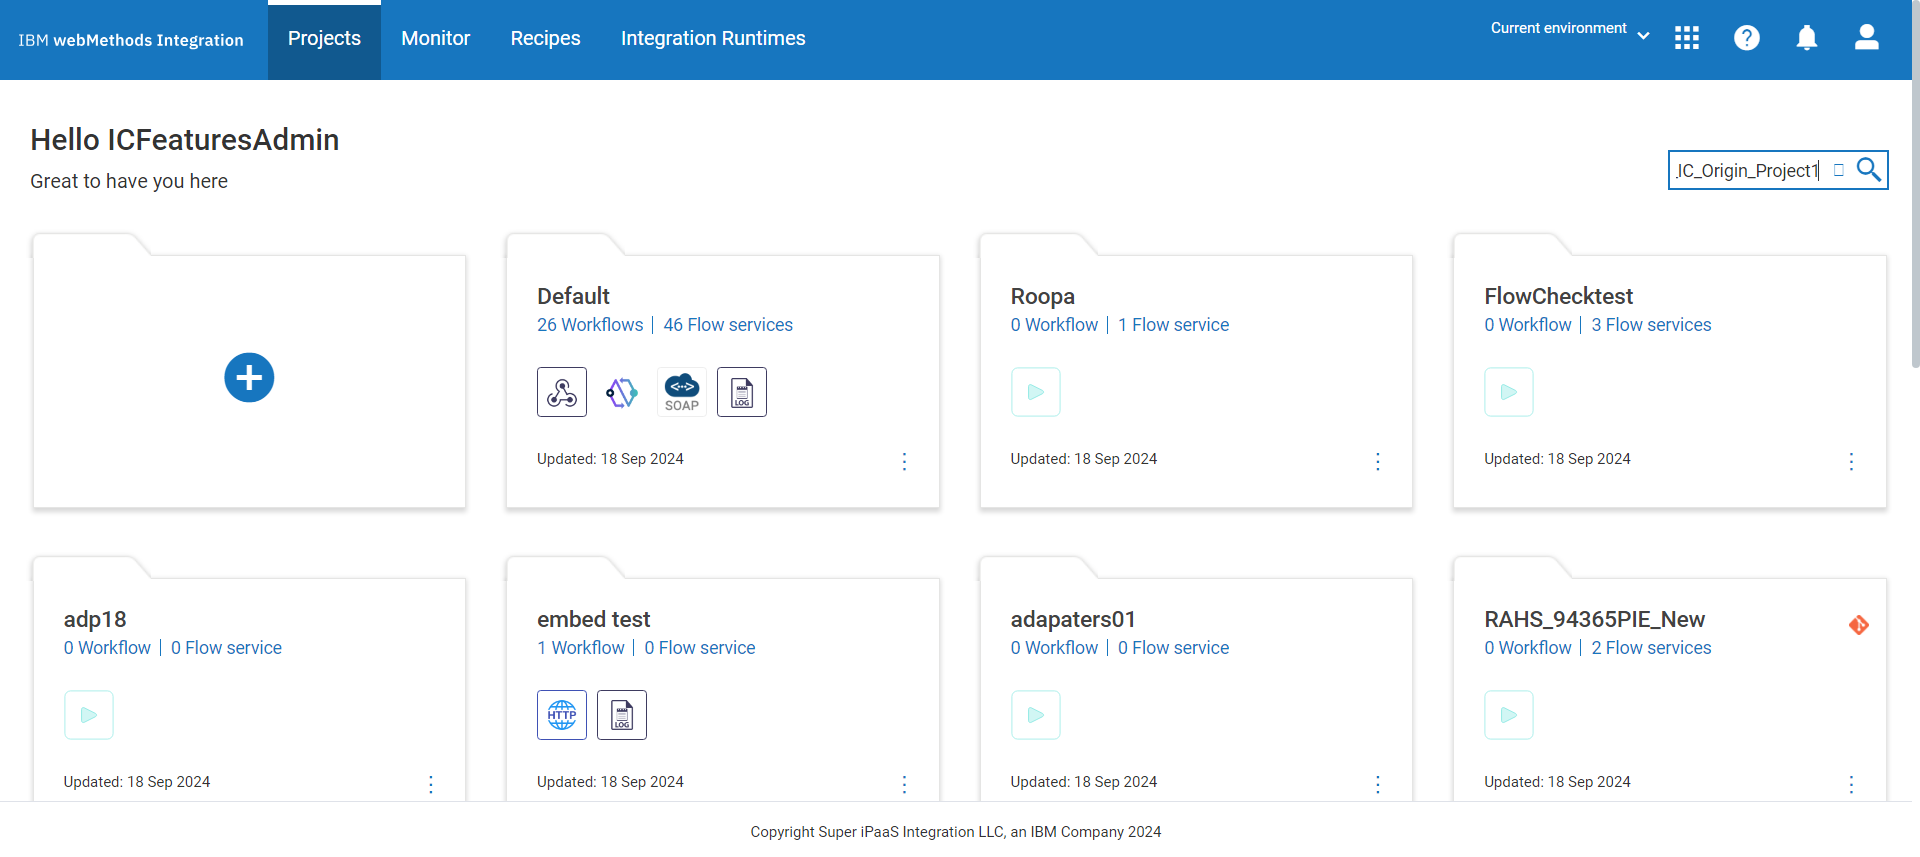 IBM webMethods Integration
Projects
Monitor
Recipes
Integration Runtimes
Current environment
Hello ICFeaturesAdmin
Great to have you here
IC_Origin_Project1
Default
26 Workflows | 46 Flow services
SOAP
LOG
Updated: 18 Sep 2024
Roopa
0 Workflow | 1 Flow service
Updated: 18 Sep 2024
FlowChecktest
0 Workflow | 3 Flow services
Updated: 18 Sep 2024
adp18
0 Workflow | 0 Flow service
Updated: 18 Sep 2024
embed test
1 Workflow | 0 Flow service
HTTP
LOG
Updated: 18 Sep 2024
adapaters01
0 Workflow | 0 Flow service
Updated: 18 Sep 2024
RAHS_94365PIE_New
0 Workflow | 2 Flow services
Updated: 18 Sep 2024
Copyright Super iPaaS Integration LLC, an IBM Company 2024